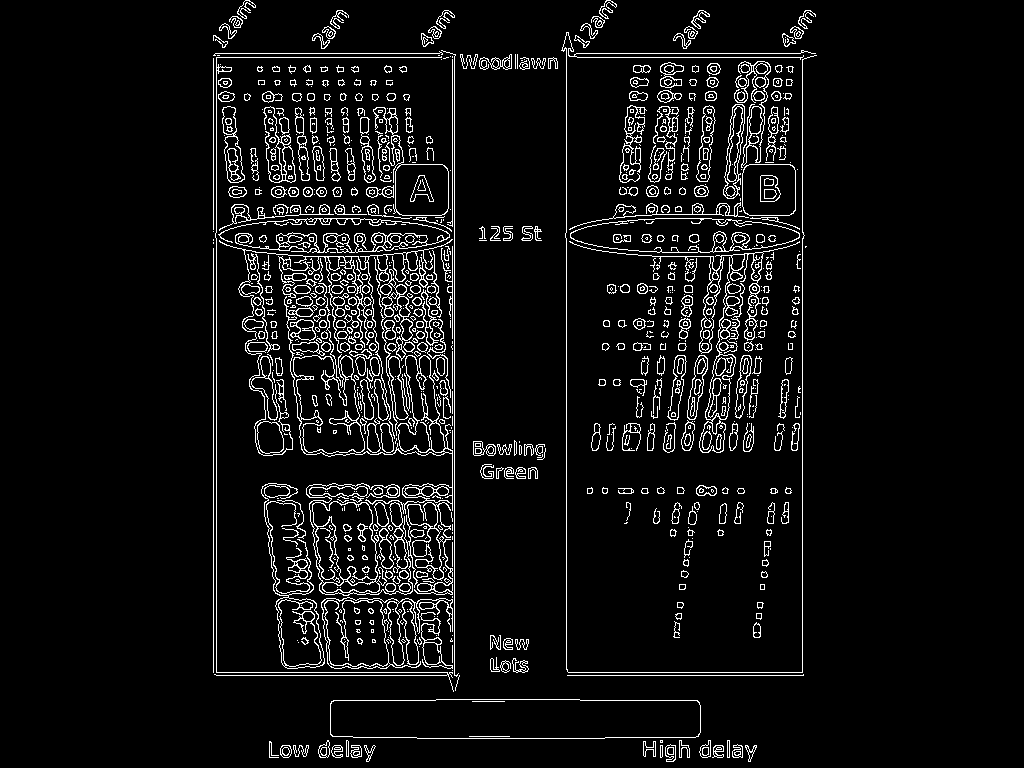 12am 2am 4am
12am 2am 4am
Woodlawn
A
B
125 St
Bowling
Green
New
Lots
Low delay
High delay